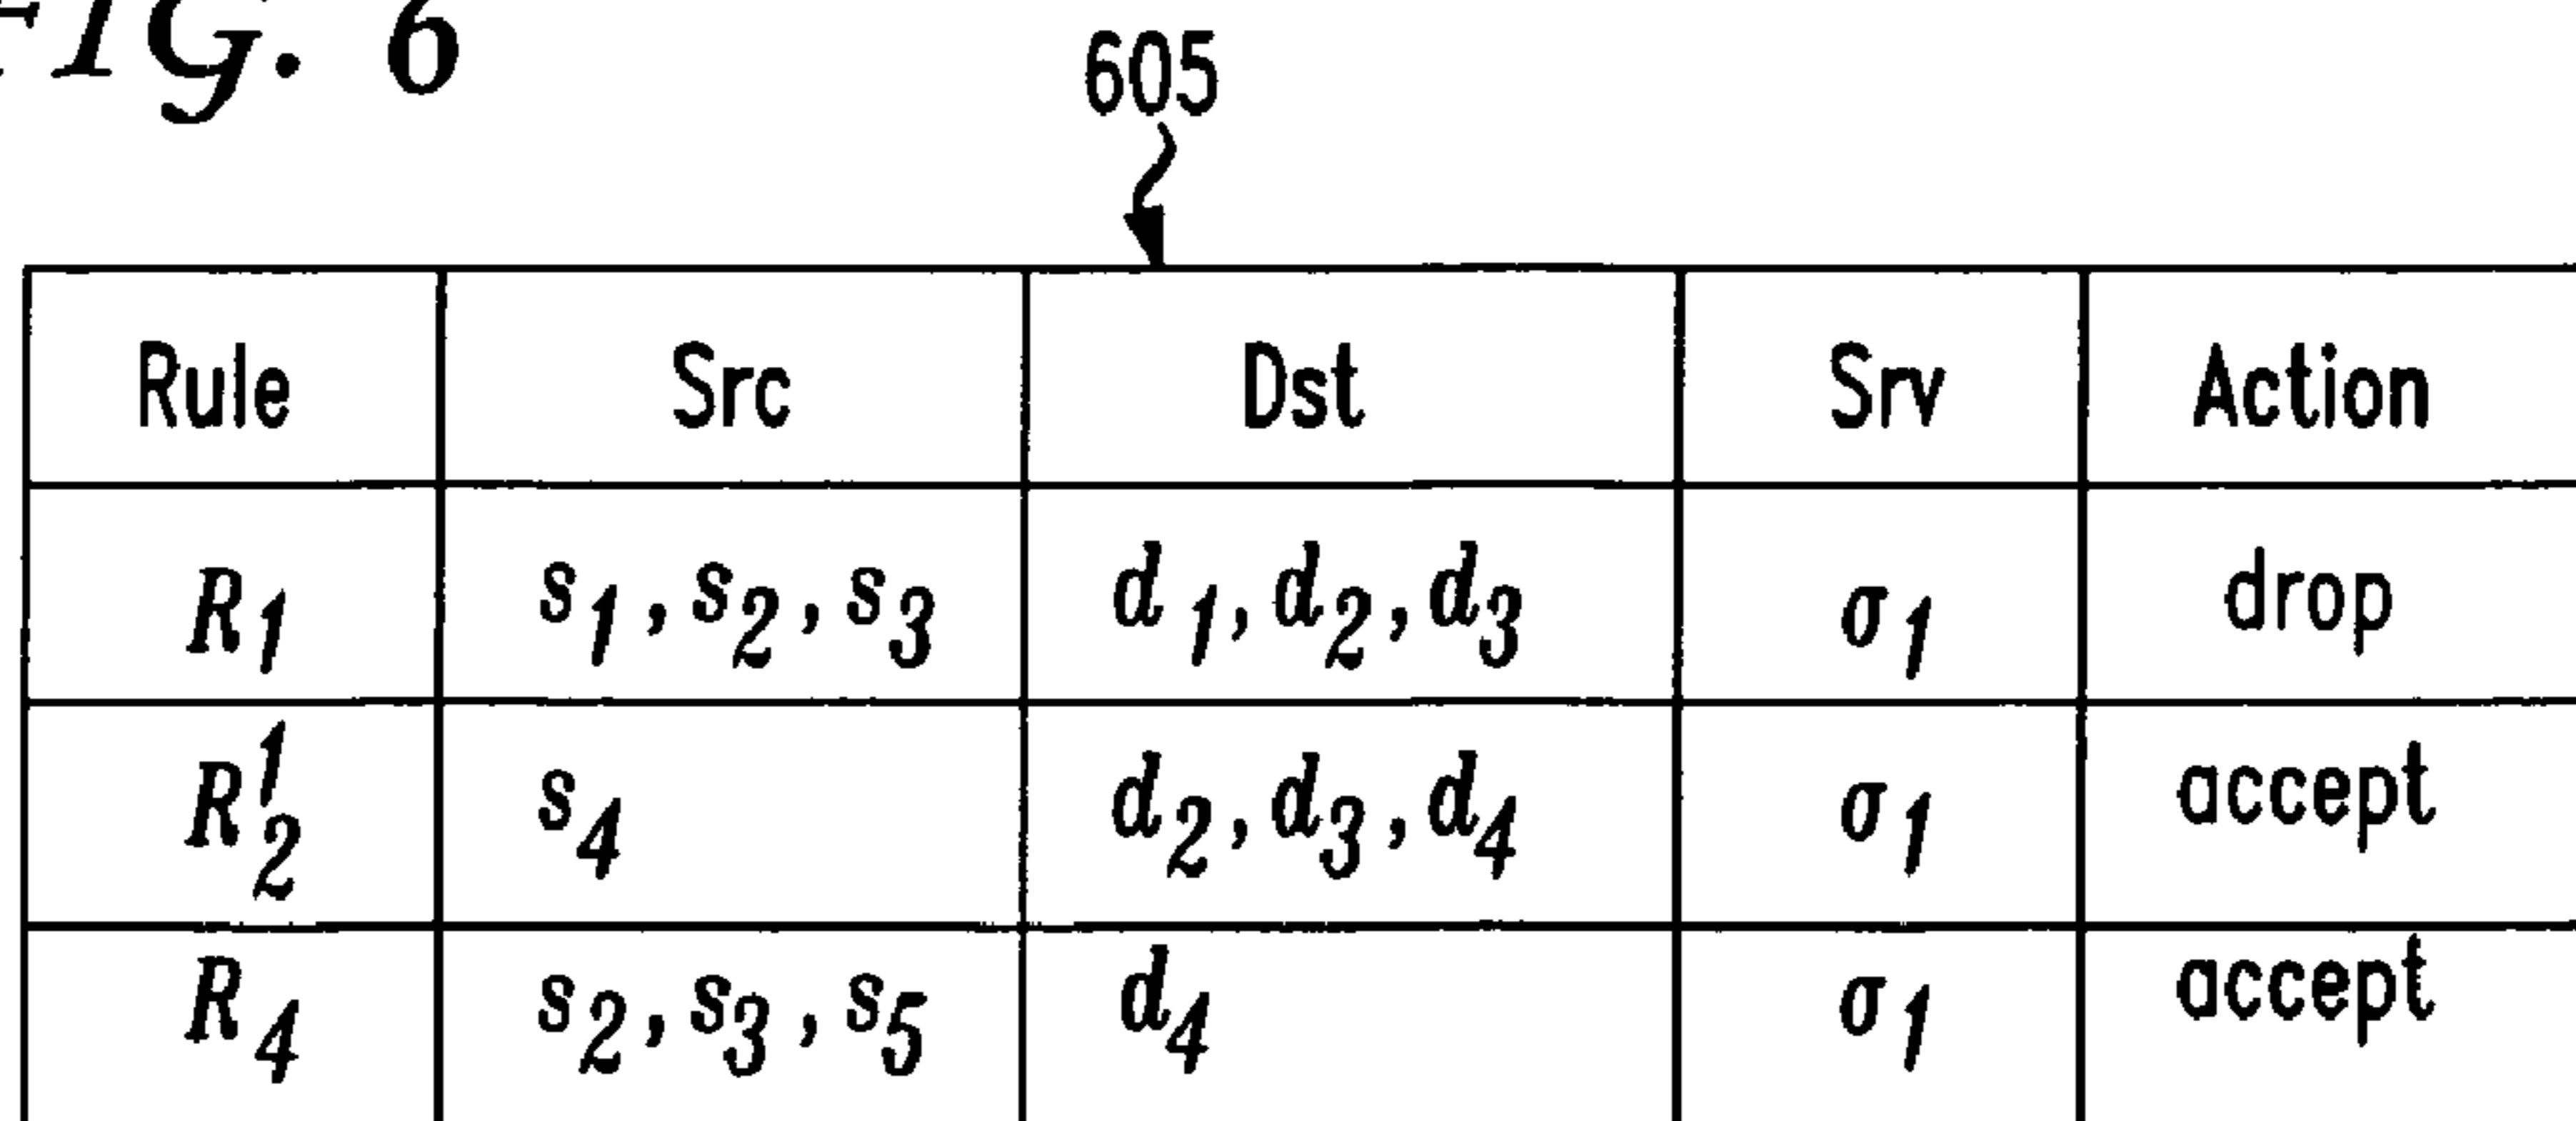 FIG. 6
605
Rule Src Dst Srv Action
R₁ s₁, s₂, s₃ d₁, d₂, d₃ σ₁ drop
R'₂ s₄ d₂, d₃, d₄ σ₁ accept
R₄ s₂, s₃, s₅ d₄ σ₁ accept